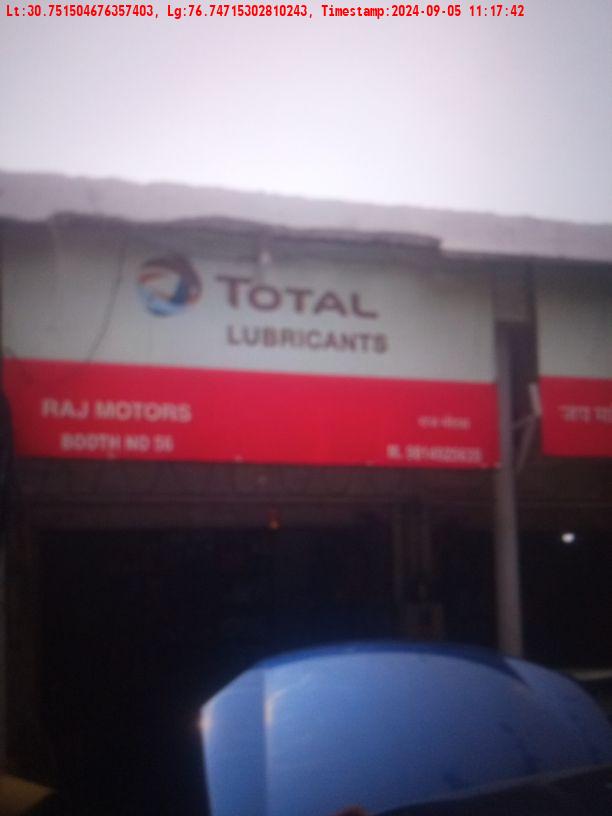 Lt:30.751504676357403, Lg:76.74715302810243, Timestamp:2024-09-05 11:17:42
TOTAL
LUBRICANTS
RAJ MOTORS
BOOTH NO 56
जय